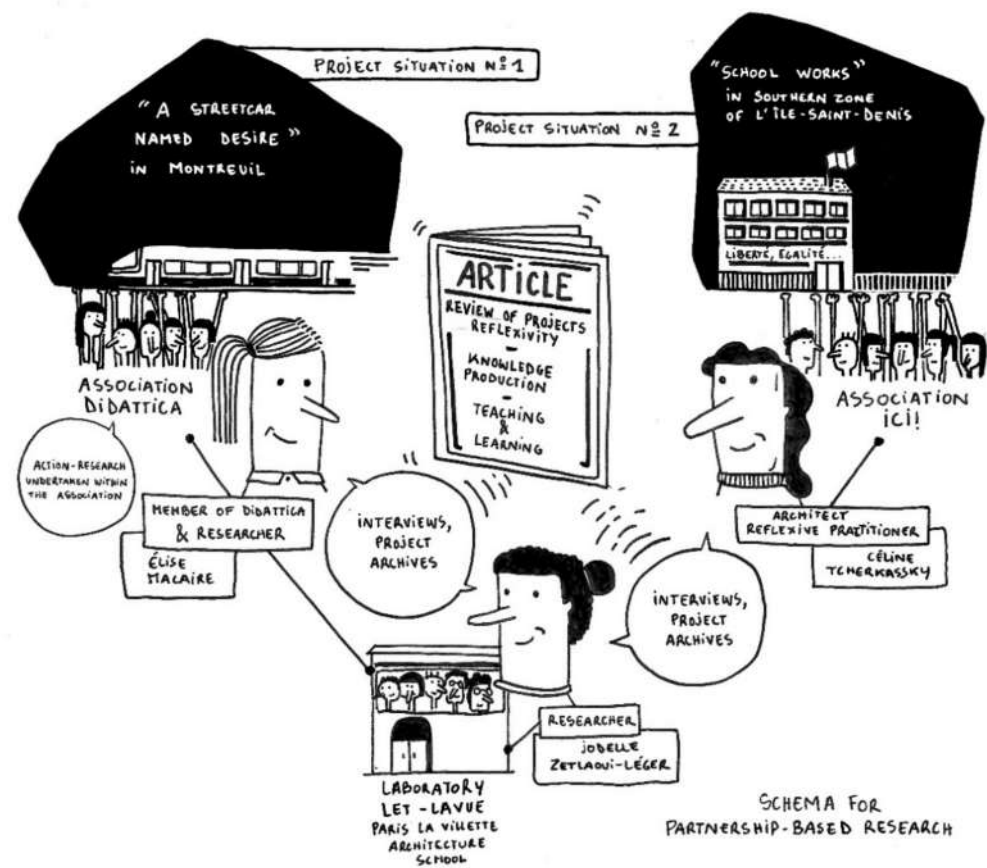 PROJECT SITUATION Nº 1
"A STREETCAR
NAMED DESIRE"
IN MONTREUIL
"SCHOOL WORKS"
IN SOUTHERN ZONE
OF L'ÎLE-SAINT-DENIS
PROJECT SITUATION Nº 2
LIBERTÉ, EGALITÉ...
ARTICLE
REVIEW OF PROJECTS
REFLEXIVITY
-
KNOWLEDGE
PRODUCTION
-
TEACHING
&
LEARNING
ASSOCIATION
DIDATTICA
ASSOCIATION
ICI!
ACTION-RESEARCH
UNDERTAKEN WITHIN
THE ASSOCIATION
MEMBER OF DIDATTICA
& RESEARCHER
ÉLISE
MACAIRE
INTERVIEWS,
PROJECT
ARCHIVES
ARCHITECT
REFLEXIVE PRACTITIONER
CÉLINE
TCHERKASSKY
INTERVIEWS,
PROJECT
ARCHIVES
RESEARCHER
JODELLE
ZETLAOUI-LÉGER
LABORATORY
LET-LAVUE
PARIS LA VILLETTE
ARCHITECTURE
SCHOOL
SCHEMA FOR
PARTNERSHIP-BASED RESEARCH